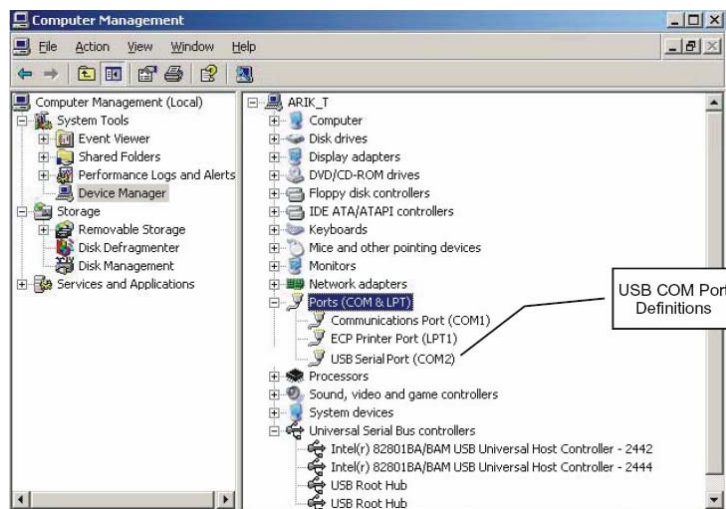 Computer Management
File Action View Window Help
Computer Management (Local)
System Tools
Event Viewer
Shared Folders
Performance Logs and Alerts
Device Manager
Storage
Removable Storage
Disk Defragmenter
Disk Management
Services and Applications
ARIK_T
Computer
Disk drives
Display adapters
DVD/CD-ROM drives
Floppy disk controllers
IDE ATA/ATAPI controllers
Keyboards
Mice and other pointing devices
Monitors
Network adapters
Ports (COM & LPT)
Communications Port (COM1)
ECP Printer Port (LPT1)
USB Serial Port (COM2)
Processors
Sound, video and game controllers
System devices
Universal Serial Bus controllers
Intel(r) 82801BA/BAM USB Universal Host Controller - 2442
Intel(r) 82801BA/BAM USB Universal Host Controller - 2444
USB Root Hub
USB Root Hub
USB COM Port
Definitions